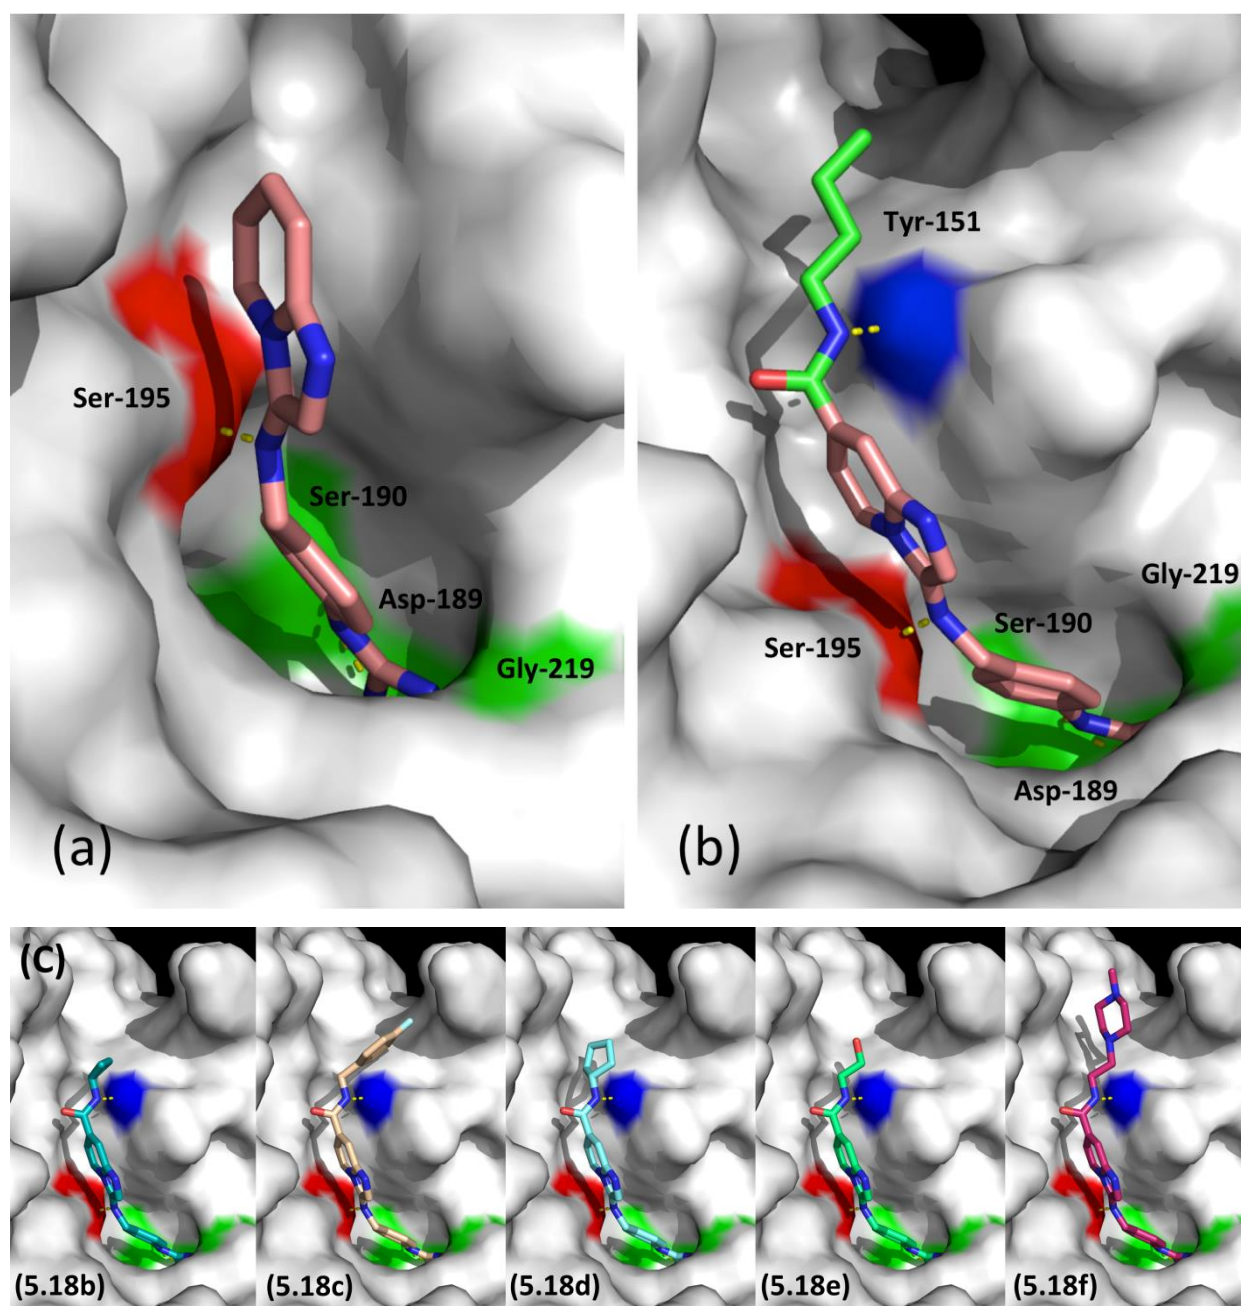 Tyr-151
Ser-195
Ser-190
Asp-189
Gly-219
(a)
Gly-219
Ser-190
Ser-195
Asp-189
(b)
(C)
(5.18b)
(5.18c)
(5.18d)
(5.18e)
(5.18f)